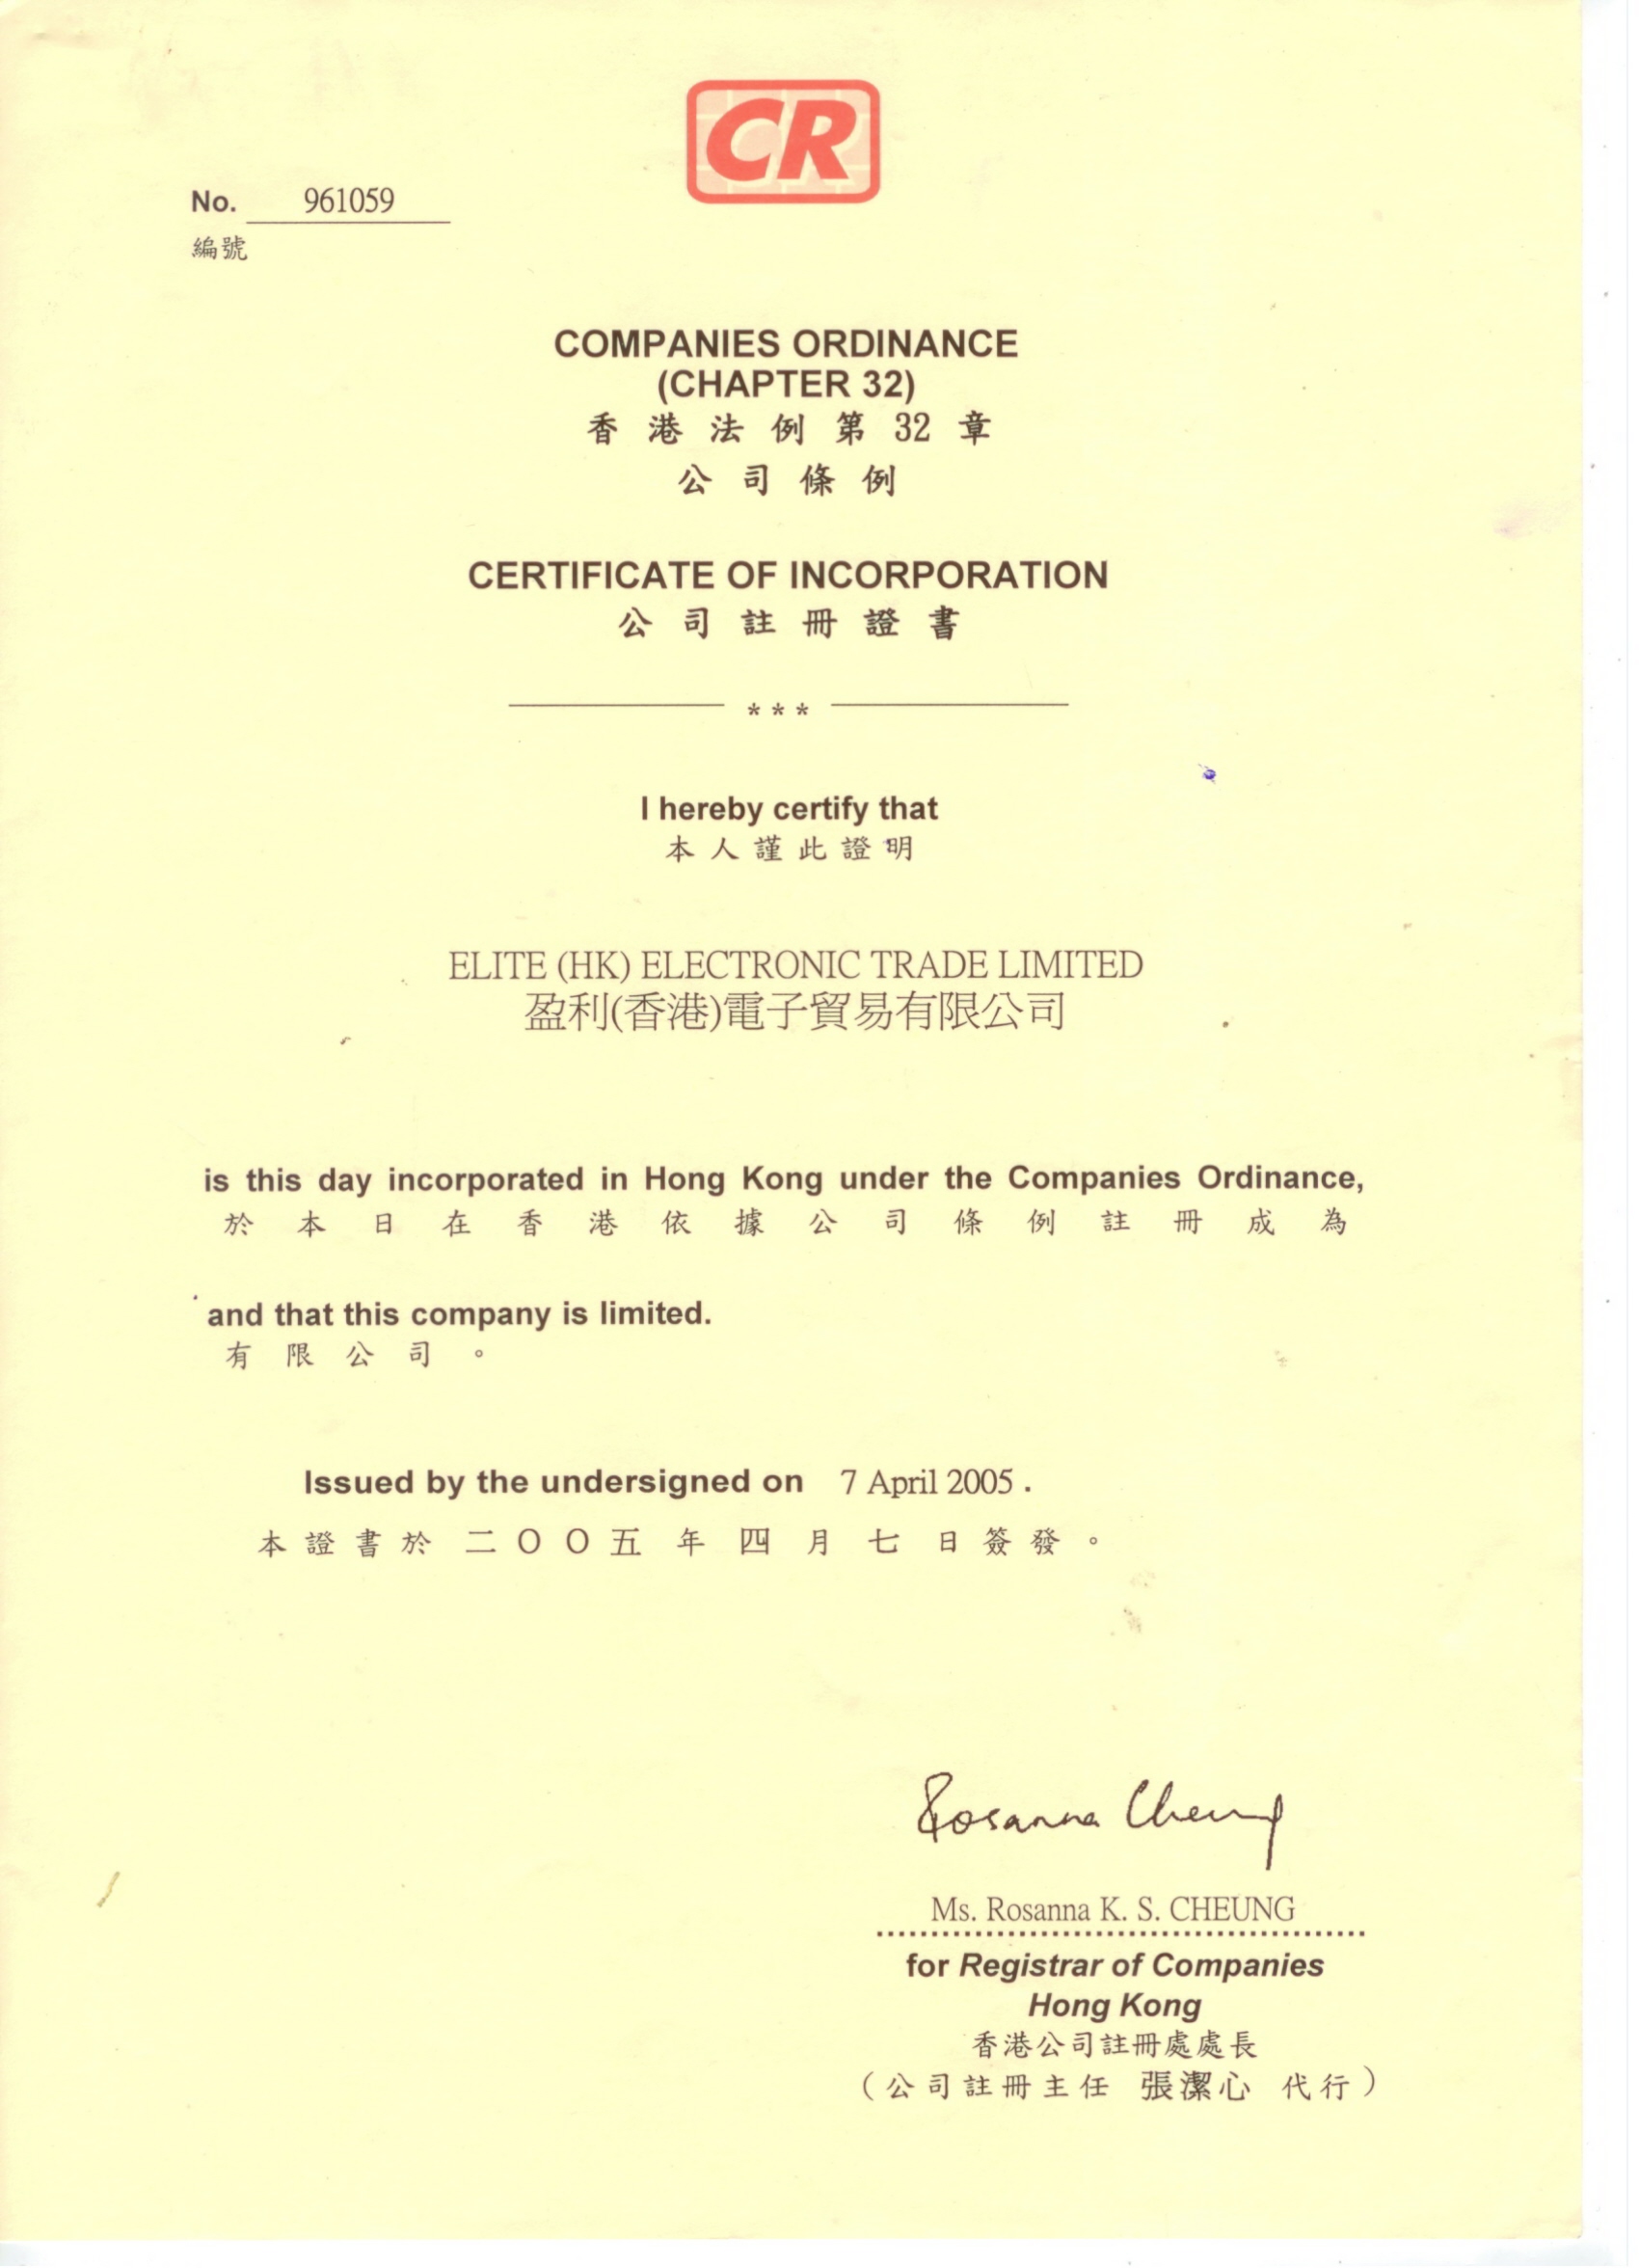 CR
No. 961059
編號
COMPANIES ORDINANCE
(CHAPTER 32)
香港法例第32章
公司條例
CERTIFICATE OF INCORPORATION
公司註冊證書
***
I hereby certify that
本人謹此證明
ELITE (HK) ELECTRONIC TRADE LIMITED
盈利(香港)電子貿易有限公司
is this day incorporated in Hong Kong under the Companies Ordinance,
於本日在香港依據公司條例註冊成為
and that this company is limited.
有限公司。
Issued by the undersigned on 7 April 2005 .
本證書於二〇〇五年四月七日簽發。
Rosanna Cheung
Ms. Rosanna K. S. CHEUNG
for Registrar of Companies
Hong Kong
香港公司註冊處處長
(公司註冊主任 張潔心 代行)